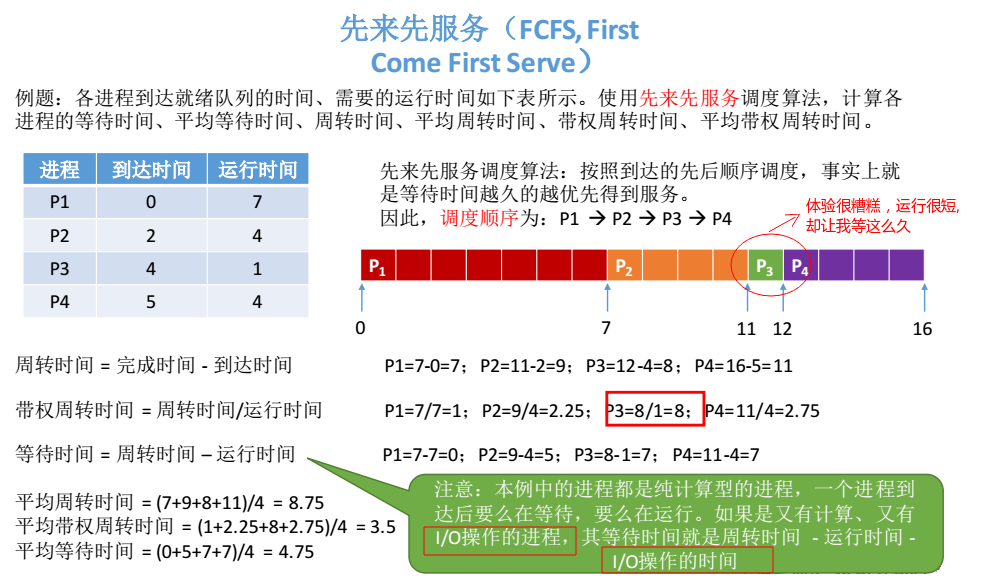 先来先服务（FCFS, First
Come First Serve）
例题：各进程到达就绪队列的时间、需要的运行时间如下表所示。使用先来先服务调度算法，计算各
进程的等待时间、平均等待时间、周转时间、平均周转时间、带权周转时间、平均带权周转时间。
进程 到达时间 运行时间
P1 0 7
P2 2 4
P3 4 1
P4 5 4
先来先服务调度算法：按照到达的先后顺序调度，事实上就
是等待时间越久的越优先得到服务。
因此，调度顺序为：P1 → P2 → P3 → P4
体验很糟糕，运行很短,
却让我等这么久
P1 P2 P3 P4
0 7 11 12 16
周转时间 = 完成时间 - 到达时间
P1=7-0=7；P2=11-2=9；P3=12-4=8；P4=16-5=11
带权周转时间 = 周转时间/运行时间
P1=7/7=1；P2=9/4=2.25；P3=8/1=8；P4=11/4=2.75
等待时间 = 周转时间 – 运行时间
P1=7-7=0；P2=9-4=5；P3=8-1=7；P4=11-4=7
平均周转时间 = (7+9+8+11)/4 = 8.75
平均带权周转时间 = (1+2.25+8+2.75)/4 = 3.5
平均等待时间 = (0+5+7+7)/4 = 4.75
注意：本例中的进程都是纯计算型的进程，一个进程到
达后要么在等待，要么在运行。如果是又有计算、又有
I/O操作的进程，其等待时间就是周转时间 - 运行时间 -
I/O操作的时间